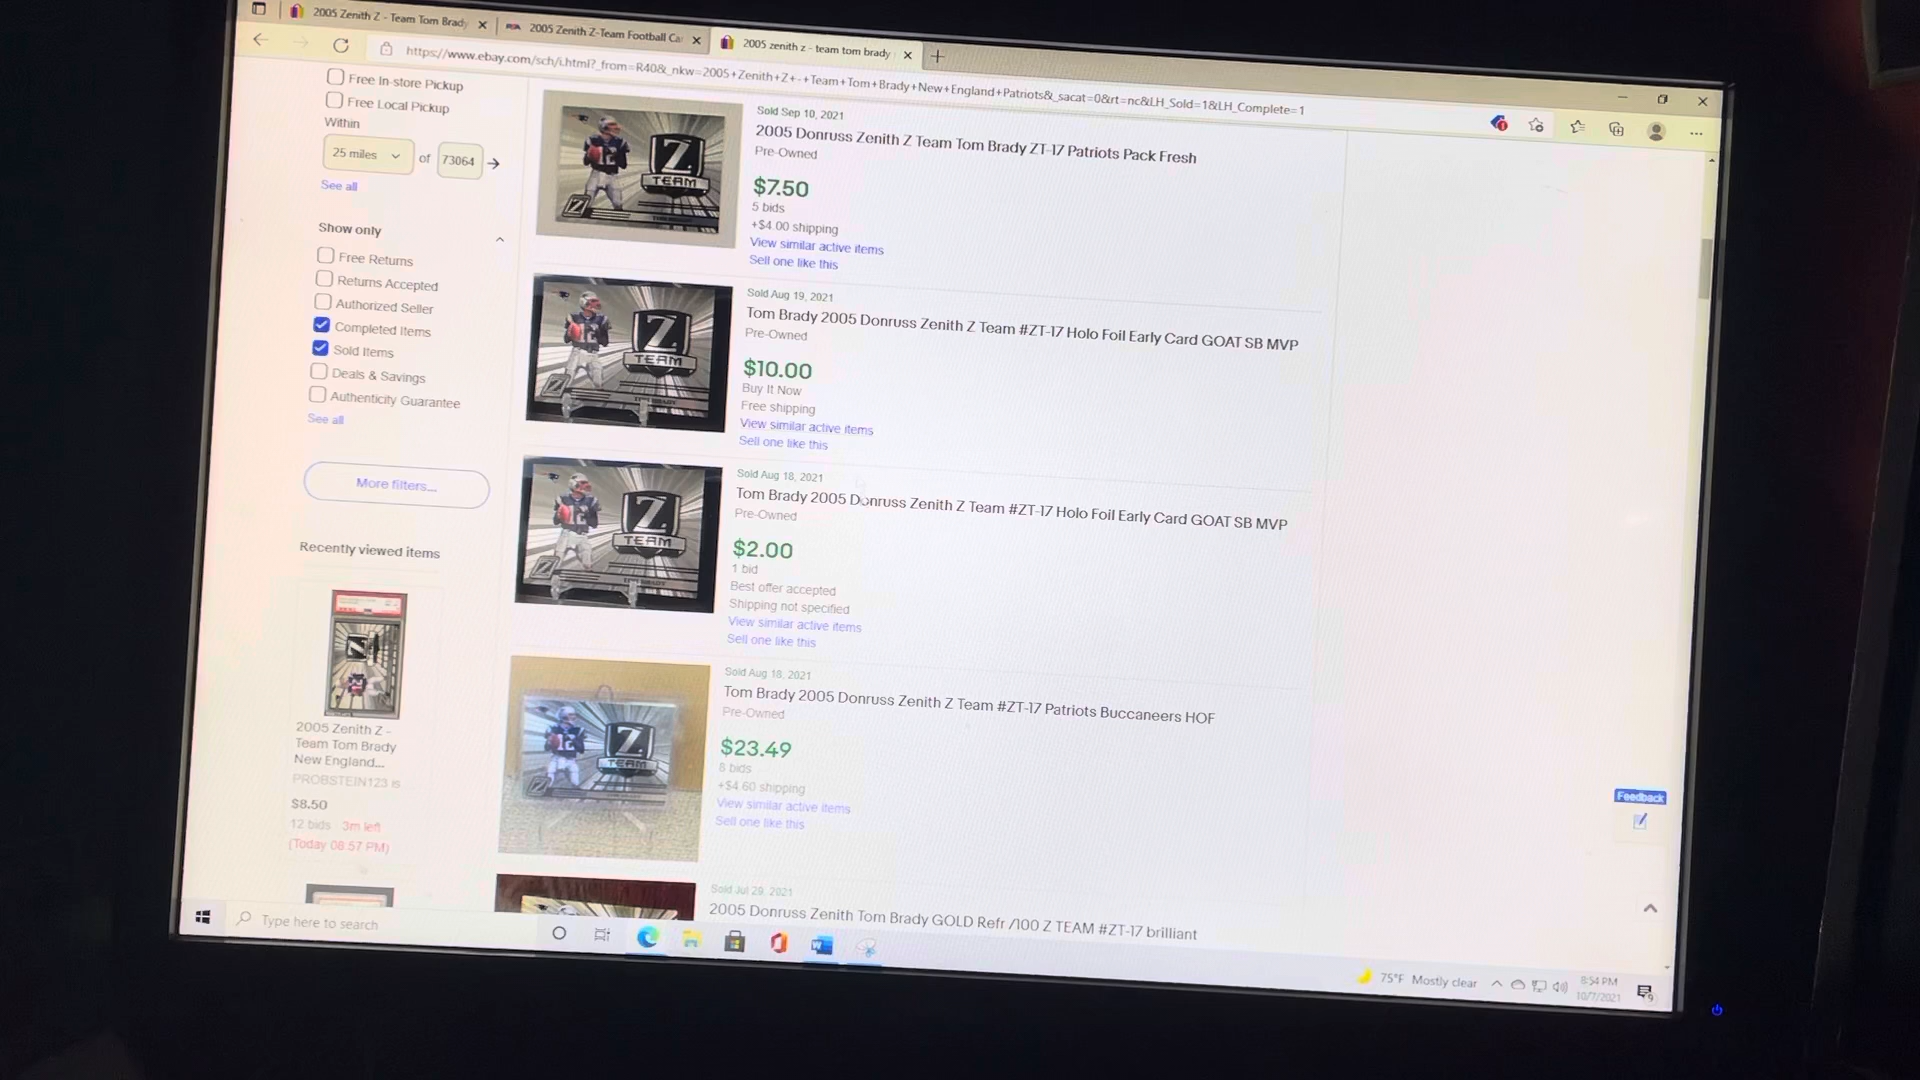 2005 Zenith Z - Team Tom Brady
2005 Zenith Z-Team Football Ca
2005 zenith z - team tom brady
https://www.ebay.com/sch/i.html?_from=R40&_nkw=2005+Zenith+Z+-+Team+Tom+Brady+New+England+Patriots&_sacat=0&rt=nc&LH_Sold=1&LH_Complete=1
Free In-store Pickup
Free Local Pickup
Within
25 miles of 73064
See all
Show only
Free Returns
Returns Accepted
Authorized Seller
Completed Items
Sold Items
Deals & Savings
Authenticity Guarantee
See all
More filters...
Recently viewed items
2005 Zenith Z -
Team Tom Brady
New England...
PROBSTEIN123 is
$8.50
12 bids 3m left
(Today 08:57 PM)
Z
TEAM
Sold Sep 10, 2021
2005 Donruss Zenith Z Team Tom Brady ZT-17 Patriots Pack Fresh
Pre-Owned
$7.50
5 bids
+$4.00 shipping
View similar active items
Sell one like this
Z
TEAM
Sold Aug 19, 2021
Tom Brady 2005 Donruss Zenith Z Team #ZT-17 Holo Foil Early Card GOAT SB MVP
Pre-Owned
$10.00
Buy It Now
Free shipping
View similar active items
Sell one like this
Z
TEAM
Sold Aug 18, 2021
Tom Brady 2005 Donruss Zenith Z Team #ZT-17 Holo Foil Early Card GOAT SB MVP
Pre-Owned
$2.00
1 bid
Best offer accepted
Shipping not specified
View similar active items
Sell one like this
Z
TEAM
Sold Aug 18, 2021
Tom Brady 2005 Donruss Zenith Z Team #ZT-17 Patriots Buccaneers HOF
Pre-Owned
$23.49
8 bids
+$4.60 shipping
View similar active items
Sell one like this
Sold Jul 29, 2021
2005 Donruss Zenith Tom Brady GOLD Refr /100 Z TEAM #ZT-17 brilliant
Feedback
Type here to search
75°F Mostly clear
8:54 PM
10/7/2021